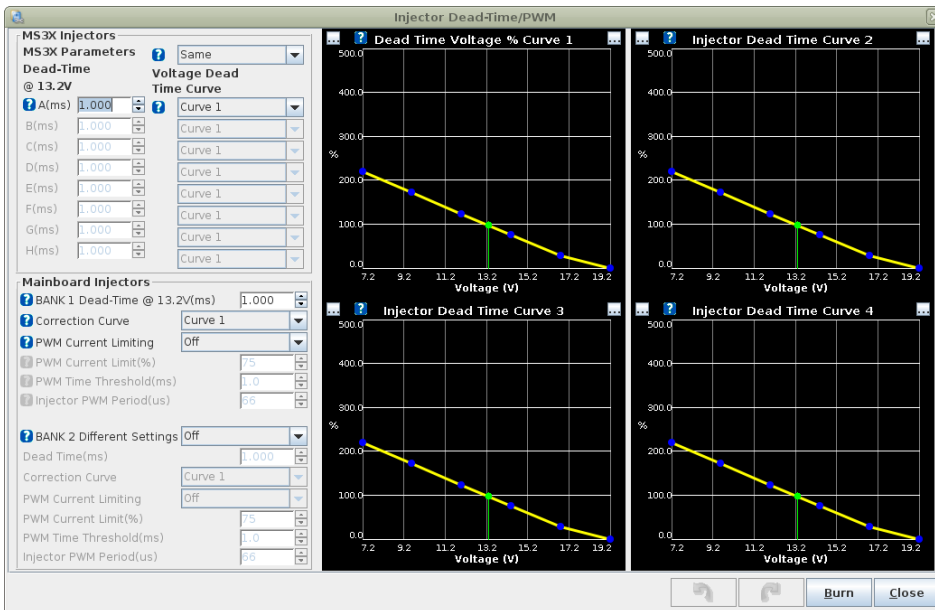 Injector Dead-Time/PWM
MS3X Injectors
MS3X Parameters
Same
Dead-Time
@ 13.2V
Voltage Dead
Time Curve
A(ms) 1.000 Curve 1
B(ms) 1.000 Curve 1
C(ms) 1.000 Curve 1
D(ms) 1.000 Curve 1
E(ms) 1.000 Curve 1
F(ms) 1.000 Curve 1
G(ms) 1.000 Curve 1
H(ms) 1.000 Curve 1
Mainboard Injectors
BANK 1 Dead-Time @ 13.2V(ms) 1.000
Correction Curve Curve 1
PWM Current Limiting Off
PWM Current Limit(%) 75
PWM Time Threshold(ms) 1.0
Injector PWM Period(us) 66
BANK 2 Different Settings Off
Dead Time(ms) 1.000
Correction Curve Curve 1
PWM Current Limiting Off
PWM Current Limit(%) 75
PWM Time Threshold(ms) 1.0
Injector PWM Period(us) 66
... ? Dead Time Voltage % Curve 1 ...
500.0
400.0
300.0
%
200.0
100.0
0.0
7.2 9.2 11.2 13.2 15.2 17.2 19.2
Voltage (V)
... ? Injector Dead Time Curve 2 ...
500.0
400.0
300.0
%
200.0
100.0
0.0
7.2 9.2 11.2 13.2 15.2 17.2 19.2
Voltage (V)
... ? Injector Dead Time Curve 3 ...
500.0
400.0
300.0
%
200.0
100.0
0.0
7.2 9.2 11.2 13.2 15.2 17.2 19.2
Voltage (V)
... ? Injector Dead Time Curve 4 ...
500.0
400.0
300.0
%
200.0
100.0
0.0
7.2 9.2 11.2 13.2 15.2 17.2 19.2
Voltage (V)
Burn Close